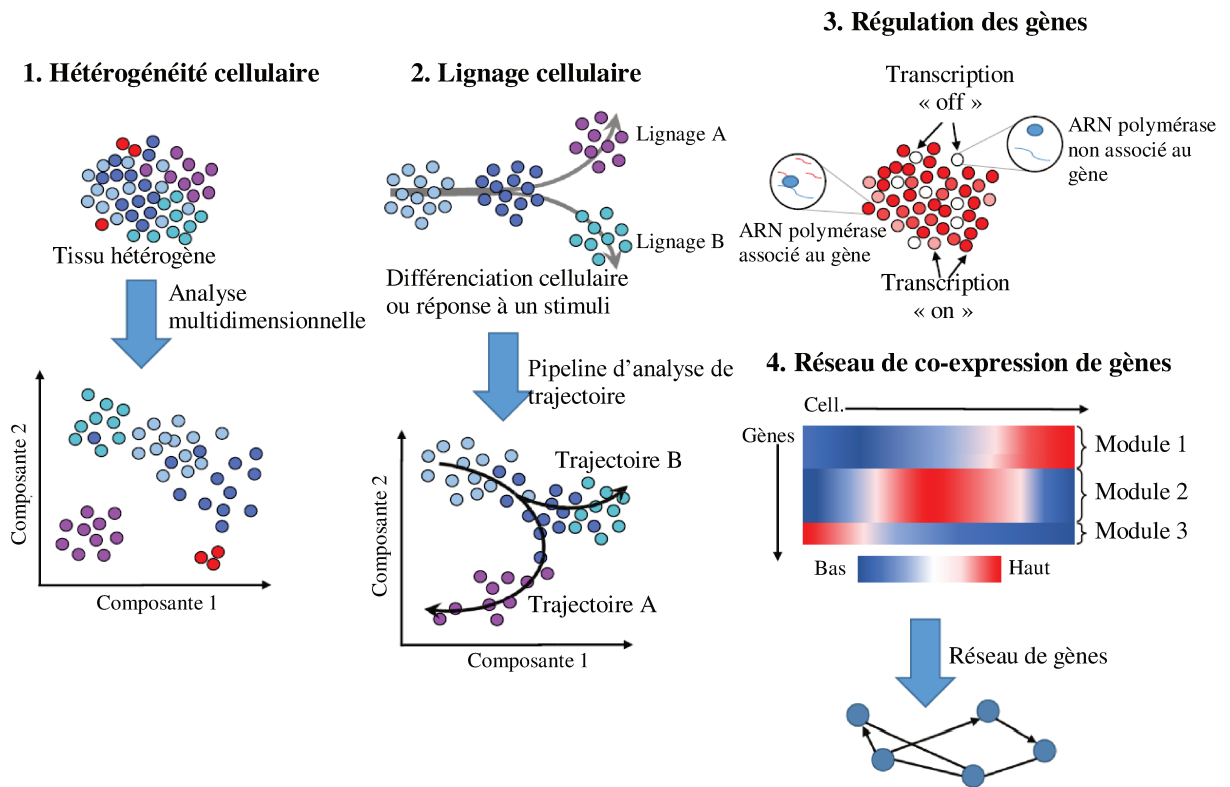 1. Hétérogénéité cellulaire
Tissu hétérogène
Analyse
multidimensionnelle
Composante 2
Composante 1
2. Lignage cellulaire
Lignage A
Lignage B
Différenciation cellulaire
ou réponse à un stimuli
Pipeline d’analyse de
trajectoire
Trajectoire B
Trajectoire A
Composante 2
Composante 1
3. Régulation des gènes
Transcription
« off »
ARN polymérase
non associé au
gène
ARN polymérase
associé au gène
Transcription
« on »
4. Réseau de co-expression de gènes
Cell.
Gènes
Module 1
Module 2
Module 3
Bas
Haut
Réseau de gènes